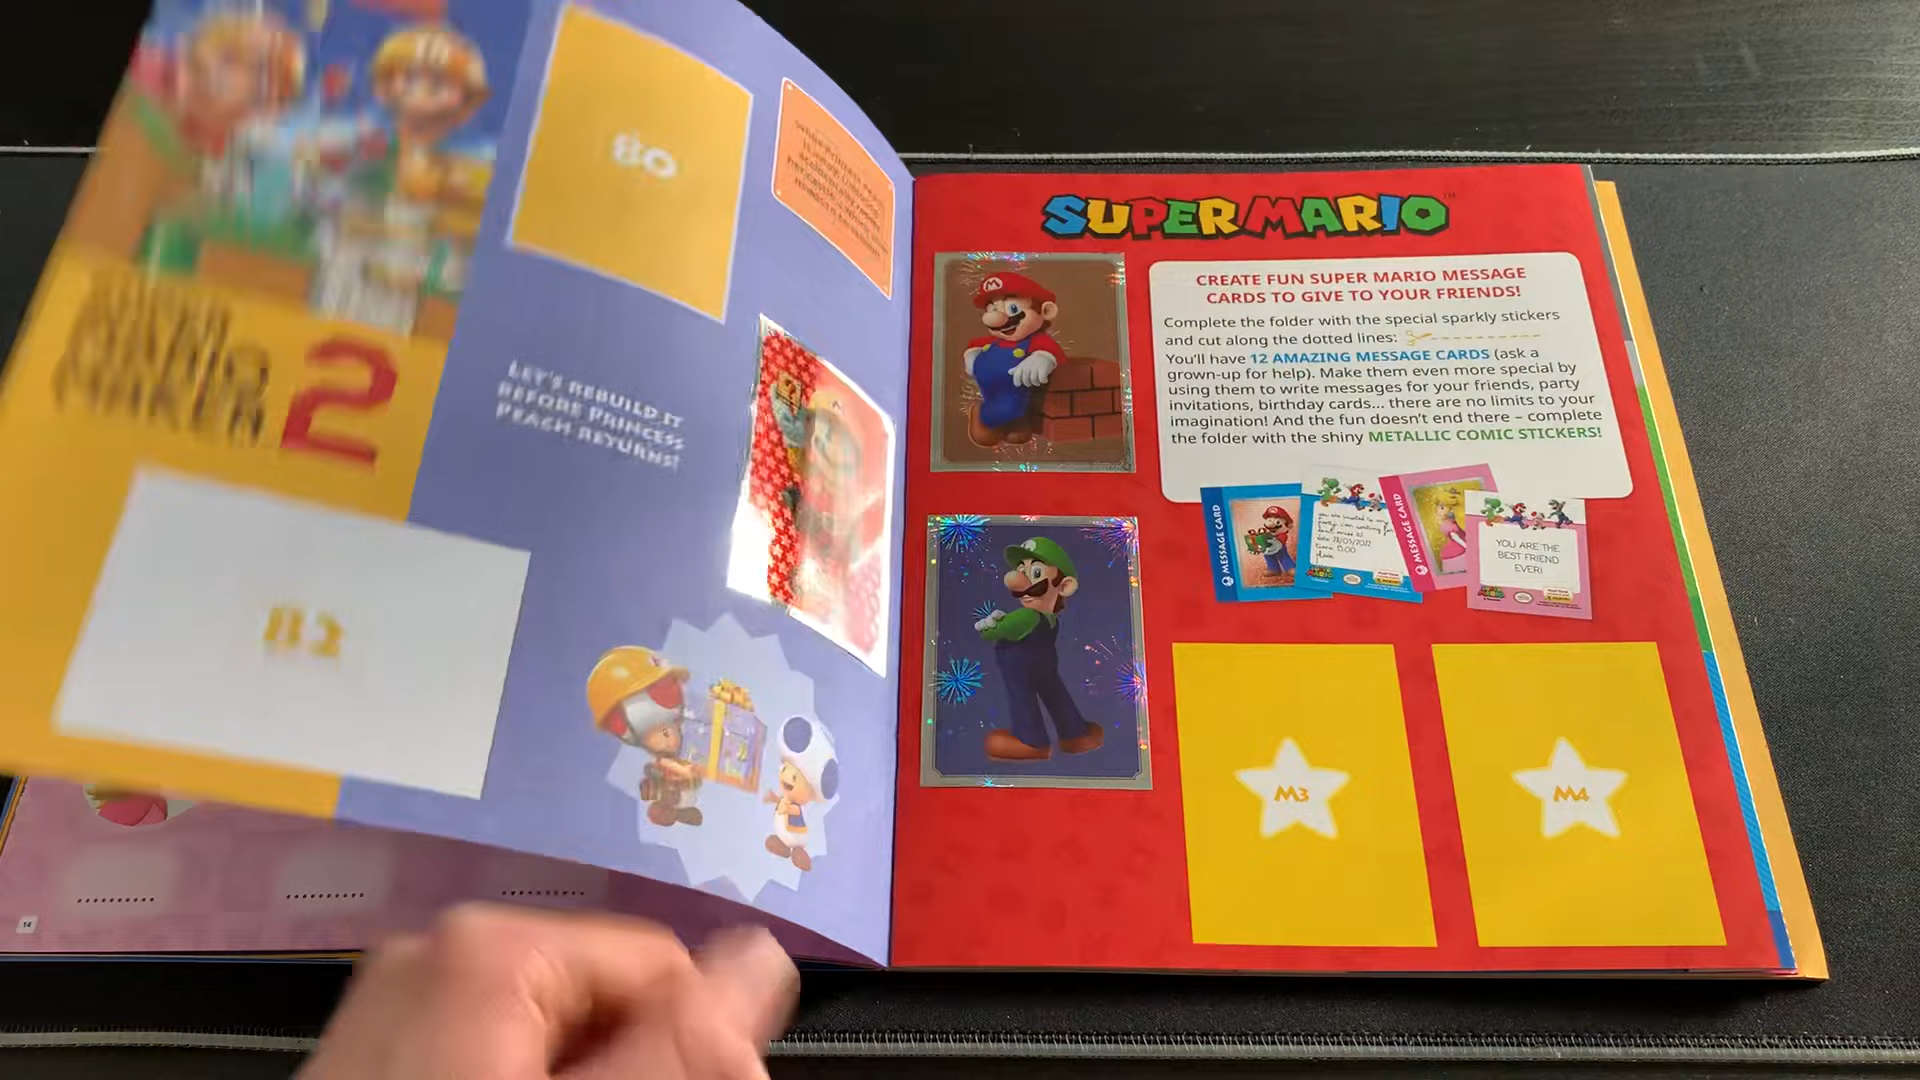 80
SUPER
MARIO
MAKER 2
LET'S REBUILD IT
BEFORE PRINCESS
PEACH RETURNS!
14
SUPER MARIO™
CREATE FUN SUPER MARIO MESSAGE
CARDS TO GIVE TO YOUR FRIENDS!
Complete the folder with the special sparkly stickers
and cut along the dotted lines:
You'll have 12 AMAZING MESSAGE CARDS (ask a
grown-up for help). Make them even more special by
using them to write messages for your friends, party
invitations, birthday cards... there are no limits to your
imagination! And the fun doesn't end there – complete
the folder with the shiny METALLIC COMIC STICKERS!
MESSAGE CARD
MESSAGE CARD
YOU ARE THE
BEST FRIEND
EVER!
M3
M4